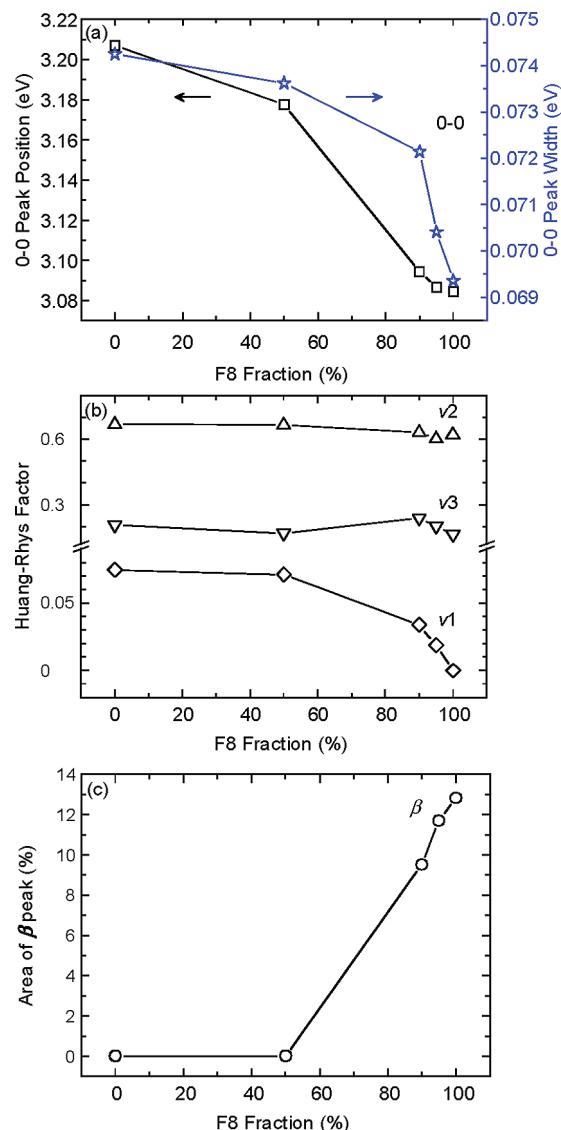 (a)
0-0
3.22
3.20
3.18
3.16
3.14
3.12
3.10
3.08
0-0 Peak Position (eV)
0.075
0.074
0.073
0.072
0.071
0.070
0.069
0-0 Peak Width (eV)
0 20 40 60 80 100
F8 Fraction (%)
(b)
v2
v3
v1
0.6
0.3
0.05
0
Huang-Rhys Factor
0 20 40 60 80 100
F8 Fraction (%)
(c)
β
14
12
10
8
6
4
2
0
Area of β peak (%)
0 20 40 60 80 100
F8 Fraction (%)